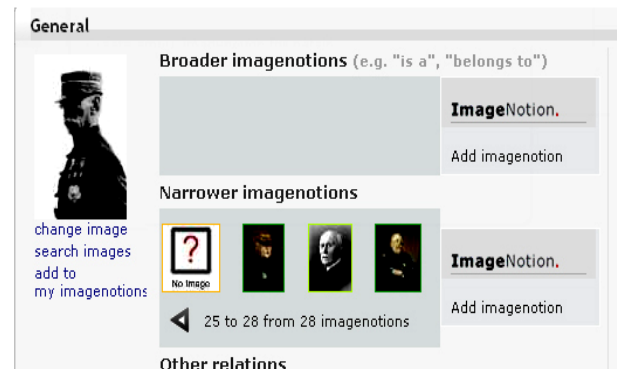 General
Broader imagenotions (e.g. "is a", "belongs to")
ImageNotion.
Add imagenotion
Narrower imagenotions
change image
search images
add to
my imagenotions
?
No Image
ImageNotion.
Add imagenotion
25 to 28 from 28 imagenotions
Other relations